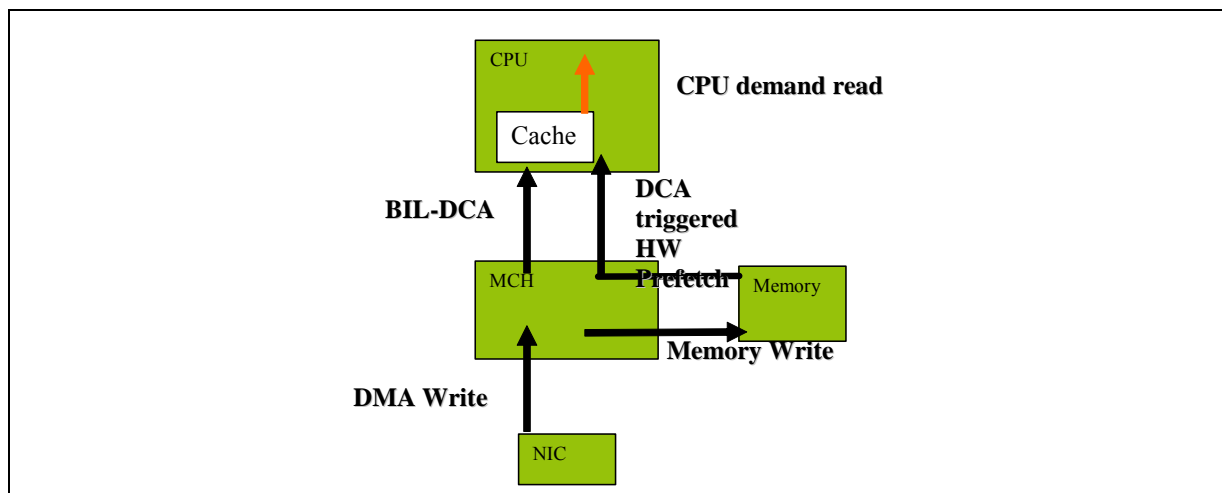 CPU
CPU demand read
Cache
BIL-DCA
DCA
triggered
HW
Prefetch
MCH
Memory
Memory Write
DMA Write
NIC